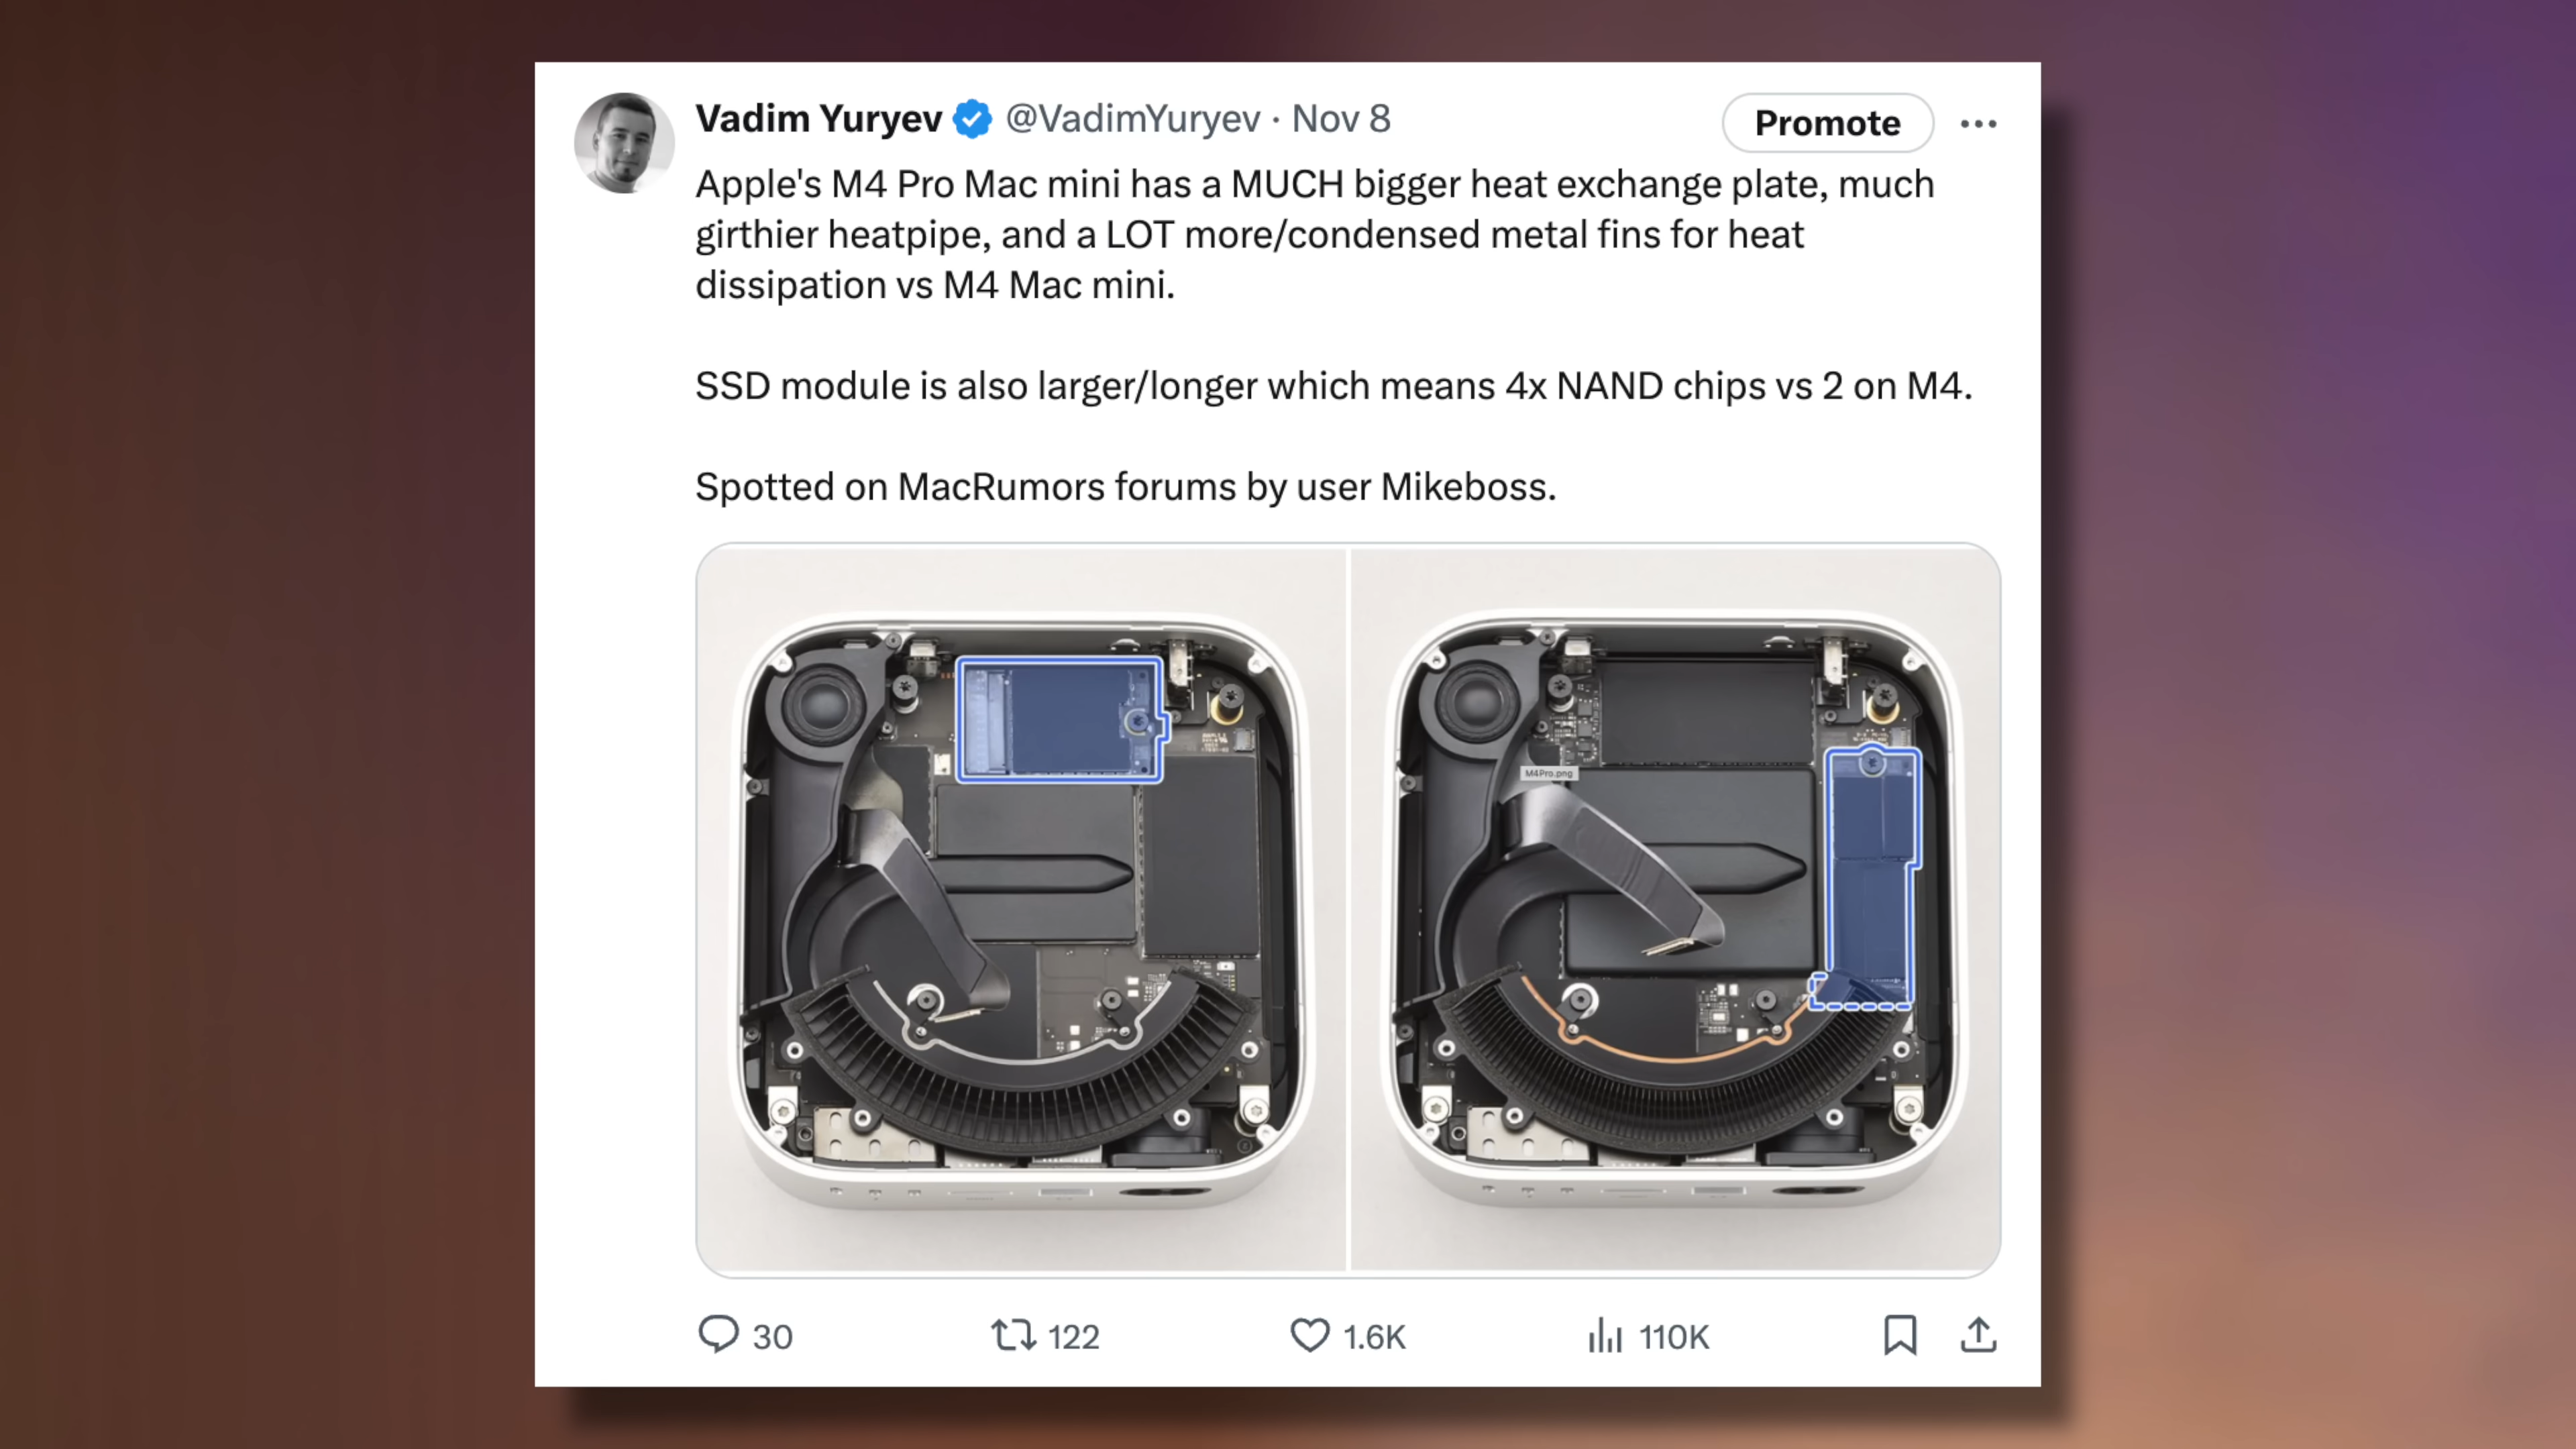 Vadim Yuryev @VadimYuryev · Nov 8
Promote
Apple's M4 Pro Mac mini has a MUCH bigger heat exchange plate, much
girthier heatpipe, and a LOT more/condensed metal fins for heat
dissipation vs M4 Mac mini.
SSD module is also larger/longer which means 4x NAND chips vs 2 on M4.
Spotted on MacRumors forums by user Mikeboss.
M4Pro.png
30
122
1.6K
110K